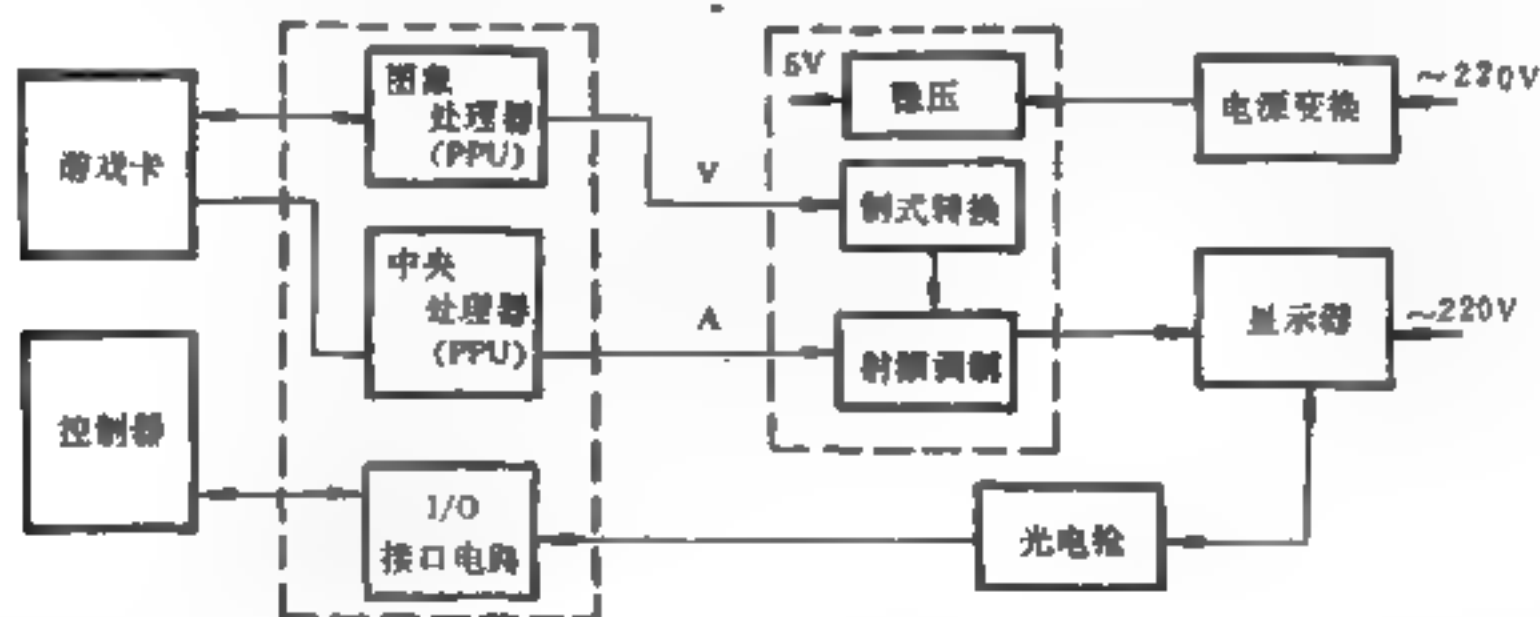 游戏卡
控制器
图象
处理器
(PPU)
中央
处理器
(PPU)
I/O
接口电路
V
A
5V
稳压
制式转换
射频调制
电源变换
~220V
显示器
~220V
光电枪